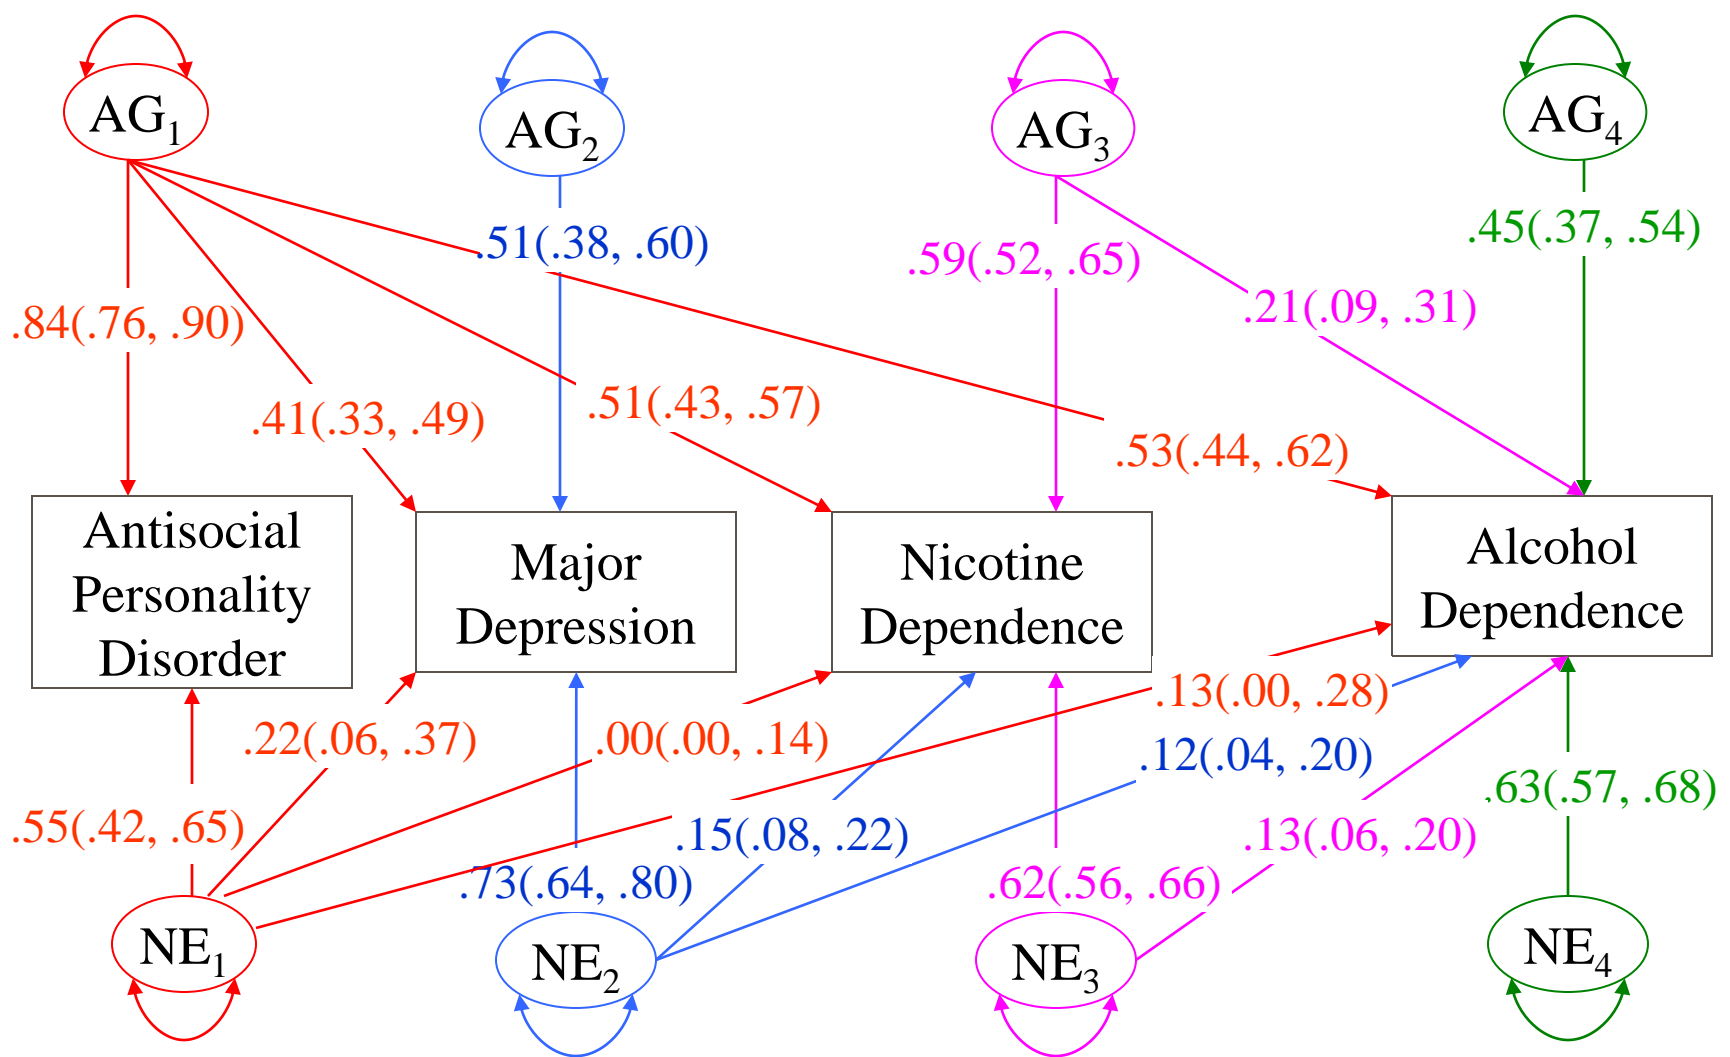 AG1
AG2
AG3
AG4
.51(.38, .60)
.59(.52, .65)
.45(.37, .54)
.84(.76, .90)
.21(.09, .31)
.41(.33, .49)
.51(.43, .57)
.53(.44, .62)
Antisocial
Personality
Disorder
Major
Depression
Nicotine
Dependence
Alcohol
Dependence
.22(.06, .37)
.00(.00, .14)
.13(.00, .28)
.12(.04, .20)
.63(.57, .68)
.55(.42, .65)
.15(.08, .22)
.13(.06, .20)
.73(.64, .80)
.62(.56, .66)
NE1
NE2
NE3
NE4